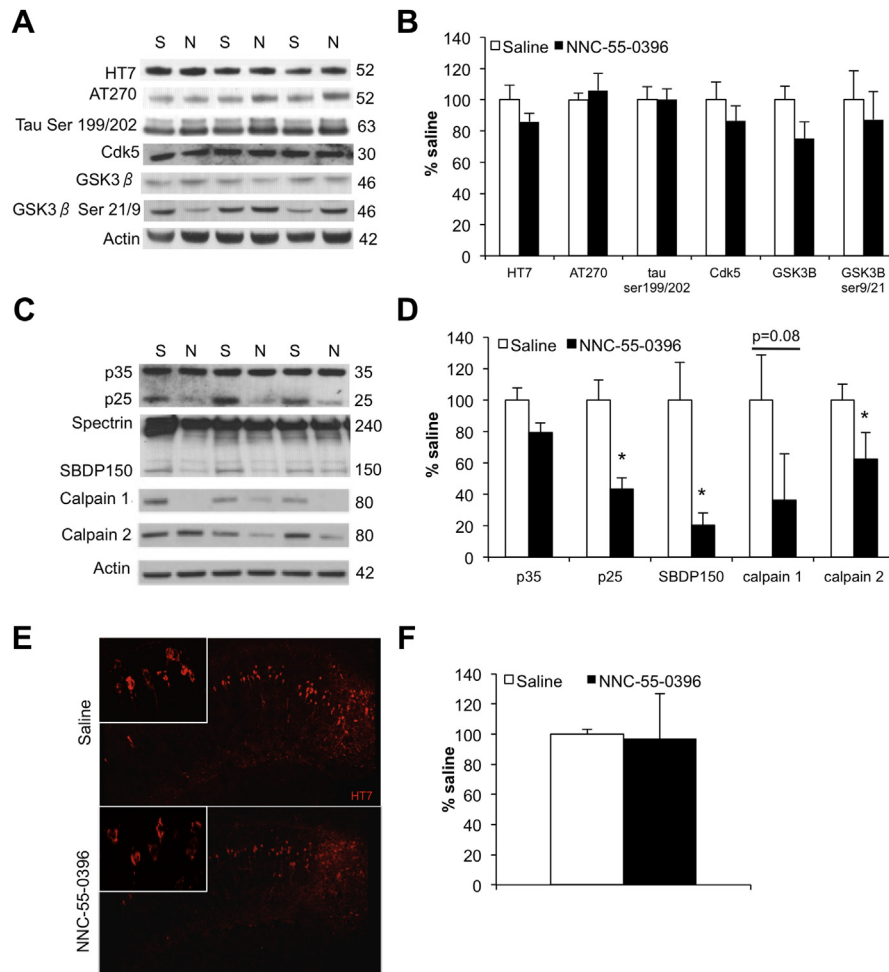 A
S N S N S N
HT7 52
AT270 52
Tau Ser 199/202 63
Cdk5 30
GSK3β 46
GSK3β Ser 21/9 46
Actin 42
B
Saline NNC-55-0396
% saline
140
120
100
80
60
40
20
0
HT7 AT270 tau ser199/202 Cdk5 GSK3B GSK3B ser9/21
C
S N S N S N
p35 35
p25 25
Spectrin 240
SBDP150 150
Calpain 1 80
Calpain 2 80
Actin 42
D
Saline NNC-55-0396
p=0.08
% saline
140
120
100
80
60
40
20
0
* * *
p35 p25 SBDP150 calpain 1 calpain 2
E
Saline
HT7
NNC-55-0396
F
Saline NNC-55-0396
% saline
140
120
100
80
60
40
20
0